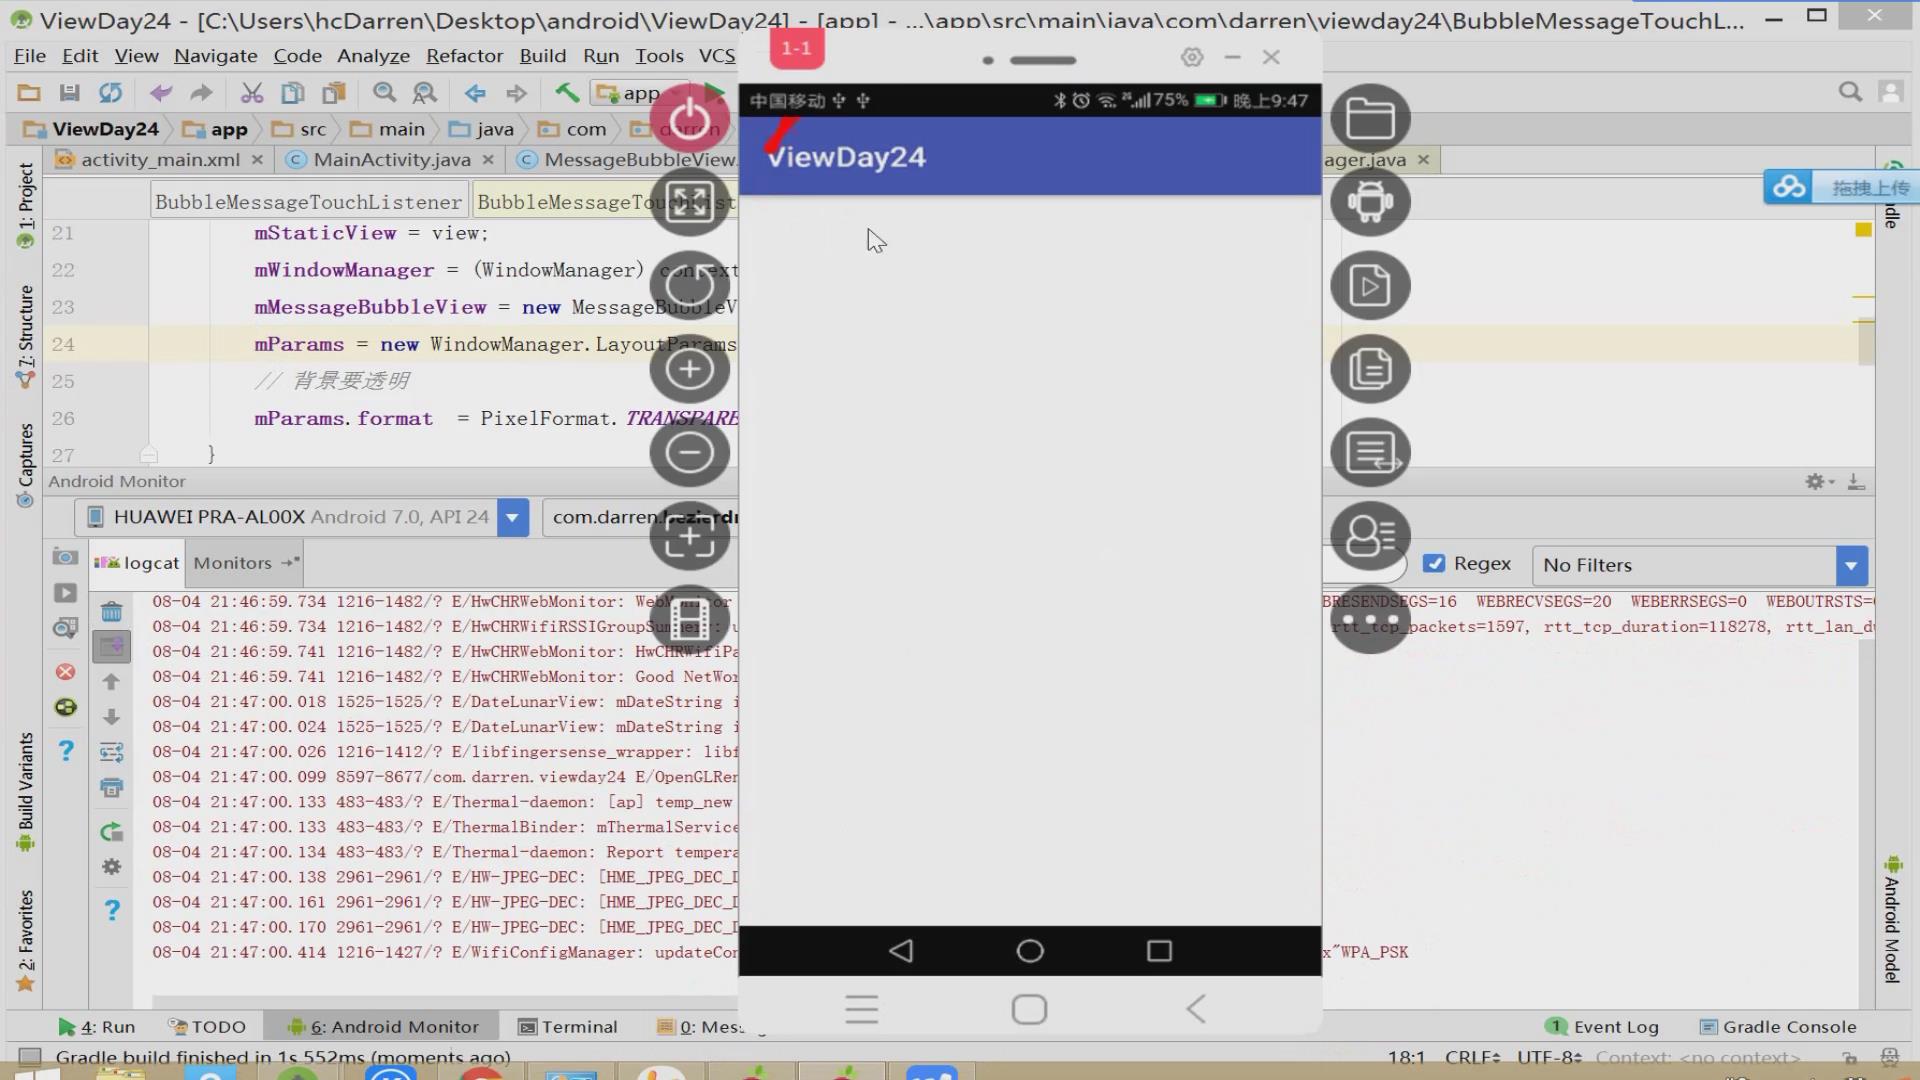 ViewDay24 - [C:\Users\hcDarren\Desktop\android\ViewDay24] - [app] - ...\app\src\main\java\com\darren\viewday24\BubbleMessageTouchL...
File Edit View Navigate Code Analyze Refactor Build Run Tools VCS
1-1
app
中国移动 75% 晚上9:47
ViewDay24 app src main java com darren
ViewDay24
activity_main.xml MainActivity.java MessageBubbleView. ager.java
拖拽上传
BubbleMessageTouchListener BubbleMessageTouchList
21 mStaticView = view;
22 mWindowManager = (WindowManager) context
23 mMessageBubbleView = new MessageBubbleV
24 mParams = new WindowManager.LayoutParams
25 // 背景要透明
26 mParams.format = PixelFormat.TRANSPARE
27 }
1: Project
7: Structure
Captures
Build Variants
2: Favorites
Android Model
Android Monitor
HUAWEI PRA-AL00X Android 7.0, API 24 com.darren.bezierd
logcat Monitors
Regex No Filters
08-04 21:46:59.734 1216-1482/? E/HwCHRWebMonitor: WebMonitor BRESENDSEGS=16 WEBRECVSEGS=20 WEBERRSEGS=0 WEBOUTRSTS=
08-04 21:46:59.734 1216-1482/? E/HwCHRWifiRSSIGroupSummery: rtt_tcp_packets=1597, rtt_tcp_duration=118278, rtt_lan_du
08-04 21:46:59.741 1216-1482/? E/HwCHRWebMonitor: HwCHRWifiPa
08-04 21:46:59.741 1216-1482/? E/HwCHRWebMonitor: Good NetWor
08-04 21:47:00.018 1525-1525/? E/DateLunarView: mDateString i
08-04 21:47:00.024 1525-1525/? E/DateLunarView: mDateString i
08-04 21:47:00.026 1216-1412/? E/libfingersense_wrapper: libf
08-04 21:47:00.099 8597-8677/com.darren.viewday24 E/OpenGLRen
08-04 21:47:00.133 483-483/? E/Thermal-daemon: [ap] temp_new
08-04 21:47:00.133 483-483/? E/ThermalBinder: mThermalService
08-04 21:47:00.134 483-483/? E/Thermal-daemon: Report tempera
08-04 21:47:00.138 2961-2961/? E/HW-JPEG-DEC: [HME_JPEG_DEC_D
08-04 21:47:00.161 2961-2961/? E/HW-JPEG-DEC: [HME_JPEG_DEC_D
08-04 21:47:00.170 2961-2961/? E/HW-JPEG-DEC: [HME_JPEG_DEC_D
08-04 21:47:00.414 1216-1427/? E/WifiConfigManager: updateCon x"WPA_PSK
4: Run TODO 6: Android Monitor Terminal 0: Mess 1 Event Log Gradle Console
Gradle build finished in 1s 552ms (moments ago) 18:1 CRLF UTF-8 Context: <no context>